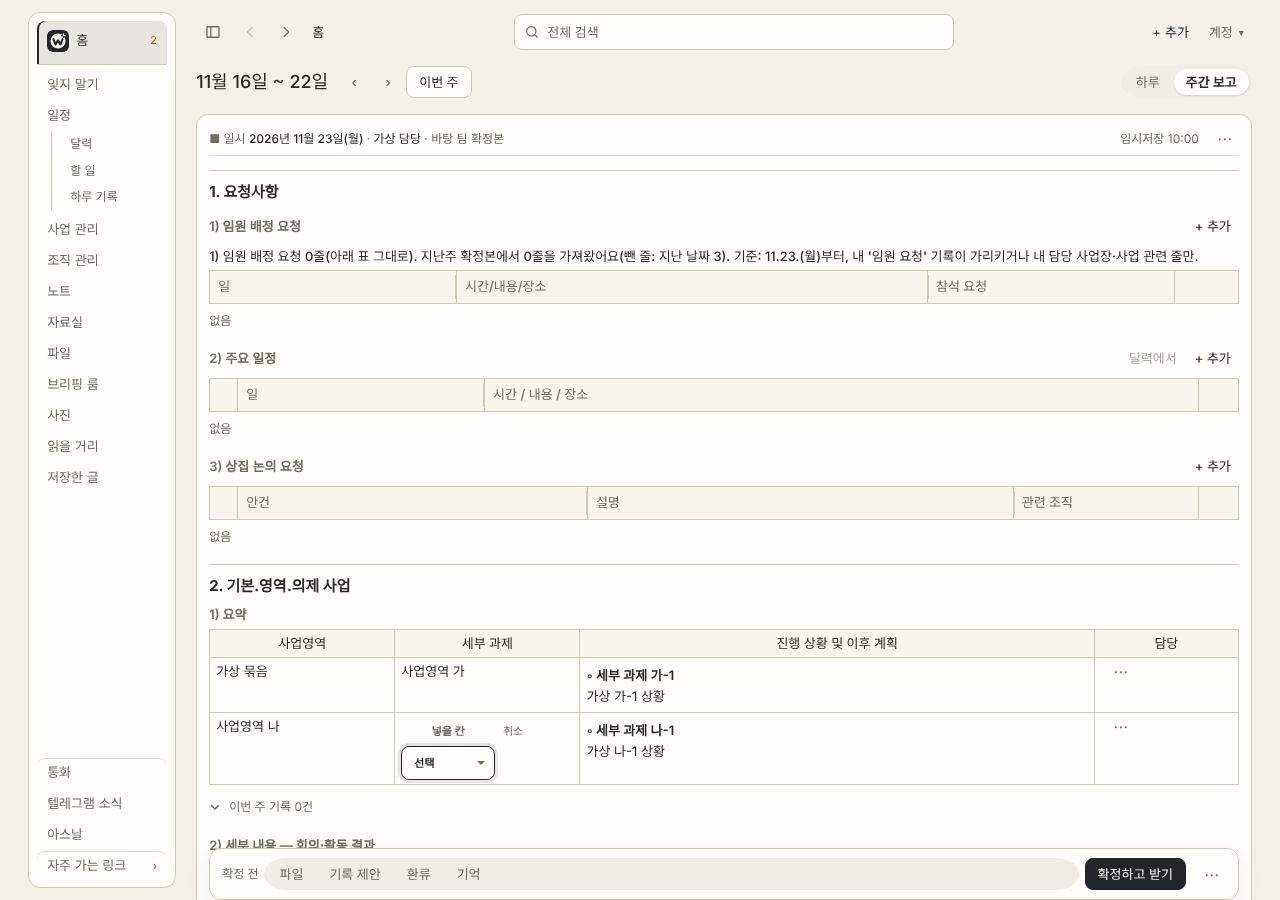 홈 2
잊지 말기
일정
달력
할 일
하루 기록
사업 관리
조직 관리
노트
자료실
파일
브리핑 룸
사진
읽을 거리
저장한 글
통화
텔레그램 소식
아스날
자주 가는 링크 ›
홈
전체 검색
+ 추가 계정 ▾
11월 16일 ~ 22일 ‹ › 이번 주
하루 주간 보고
■ 일시 2026년 11월 23일(월) · 가상 담당 · 바탕 팀 확정본
임시저장 10:00 ⋯
1. 요청사항
1) 임원 배정 요청 + 추가
1) 임원 배정 요청 0줄(아래 표 그대로). 지난주 확정본에서 0줄을 가져왔어요(뺀 줄: 지난 날짜 3). 기준: 11.23.(월)부터, 내 '임원 요청' 기록이 가리키거나 내 담당 사업장·사업 관련 줄만.
일 시간/내용/장소 참석 요청
없음
2) 주요 일정 달력에서 + 추가
일 시간 / 내용 / 장소
없음
3) 상집 논의 요청 + 추가
안건 설명 관련 조직
없음
2. 기본.영역.의제 사업
1) 요약
사업영역 세부 과제 진행 상황 및 이후 계획 담당
가상 묶음 사업영역 가 ∘ 세부 과제 가-1 ⋯
가상 가-1 상황
사업영역 나 넣을 칸 취소 ∘ 세부 과제 나-1 ⋯
선택 가상 나-1 상황
이번 주 기록 0건
2) 세부 내용 — 회의·활동 결과
확정 전 파일 기록 제안 환류 기억 확정하고 받기 ⋯